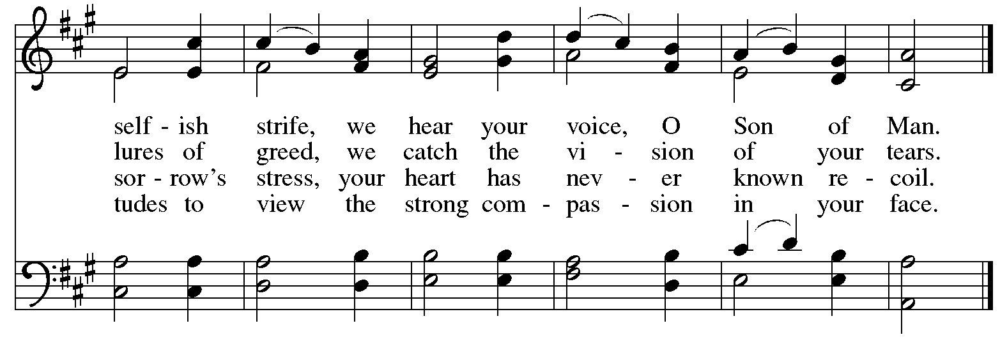 self - ish strife, we hear your voice, O Son of Man.
lures of greed, we catch the vi - sion of your tears.
sor - row's stress, your heart has nev - er known re - coil.
tudes to view the strong com - pas - sion in your face.